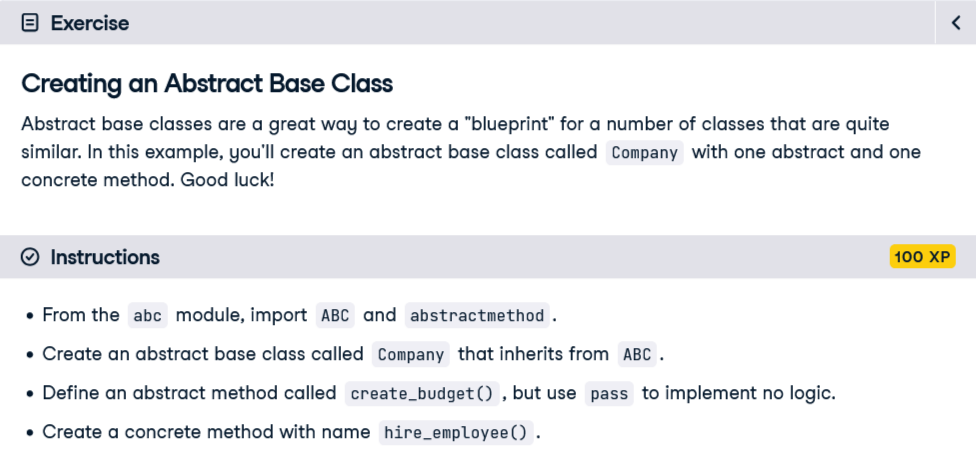 Exercise
Creating an Abstract Base Class
Abstract base classes are a great way to create a "blueprint" for a number of classes that are quite
similar. In this example, you'll create an abstract base class called Company with one abstract and one
concrete method. Good luck!
Instructions
100 XP
• From the abc module, import ABC and abstractmethod.
• Create an abstract base class called Company that inherits from ABC.
• Define an abstract method called create_budget(), but use pass to implement no logic.
• Create a concrete method with name hire_employee().